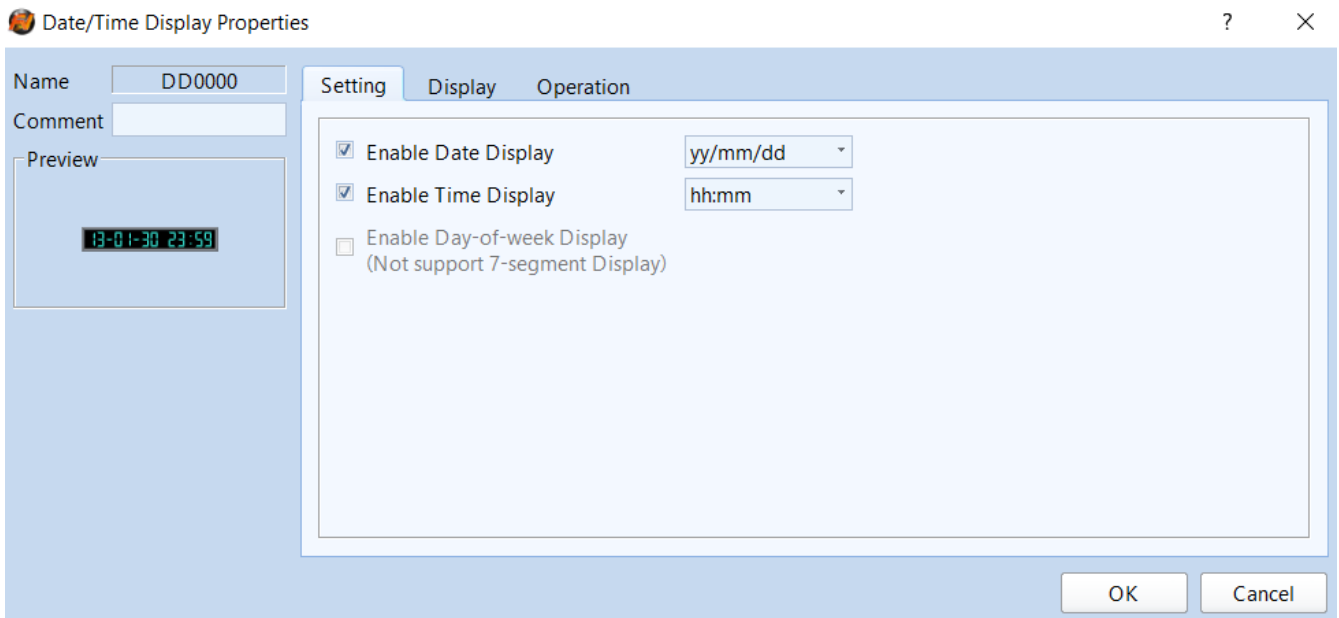 Date/Time Display Properties
?
Name DD0000
Comment
Preview
13-01-30 23:59
Setting Display Operation
Enable Date Display yy/mm/dd
Enable Time Display hh:mm
Enable Day-of-week Display
(Not support 7-segment Display)
OK Cancel